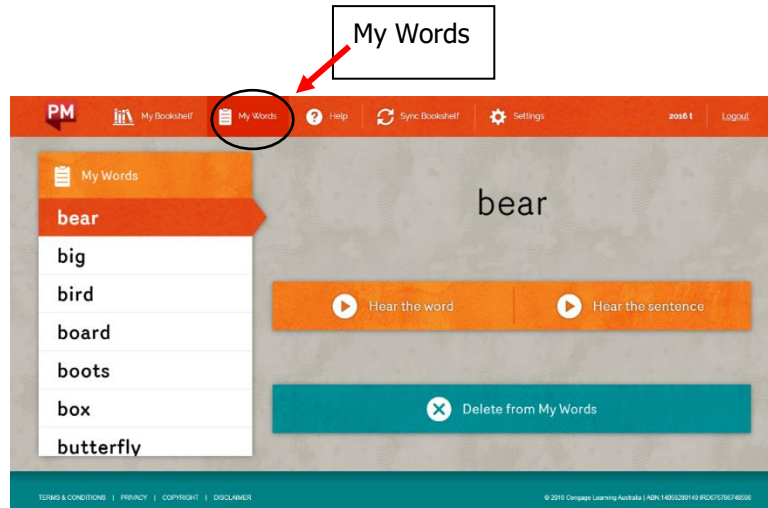 My Words
PM My Bookshelf My Words ? Help Sync Bookshelf Settings 2016 t Logout
My Words
bear
big
bird
board
boots
box
butterfly
bear
Hear the word Hear the sentence
Delete from My Words
TERMS & CONDITIONS | PRIVACY | COPYRIGHT | DISCLAIMER
Cengage Learning Australia | ABN: